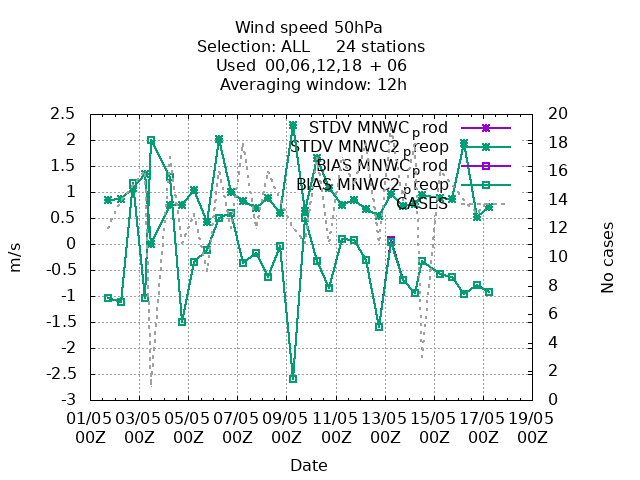 Wind speed 50hPa
Selection: ALL 24 stations
Used 00,06,12,18 + 06
Averaging window: 12h
STDV MNWC_prod
STDV MNWC2_preop
BIAS MNWC_prod
BIAS MNWC2_preop
CASES
2.5
2
1.5
1
0.5
0
-0.5
-1
-1.5
-2
-2.5
-3
m/s
20
18
16
14
12
10
8
6
4
2
0
No cases
01/05 03/05 05/05 07/05 09/05 11/05 13/05 15/05 17/05 19/05
00Z 00Z 00Z 00Z 00Z 00Z 00Z 00Z 00Z 00Z
Date